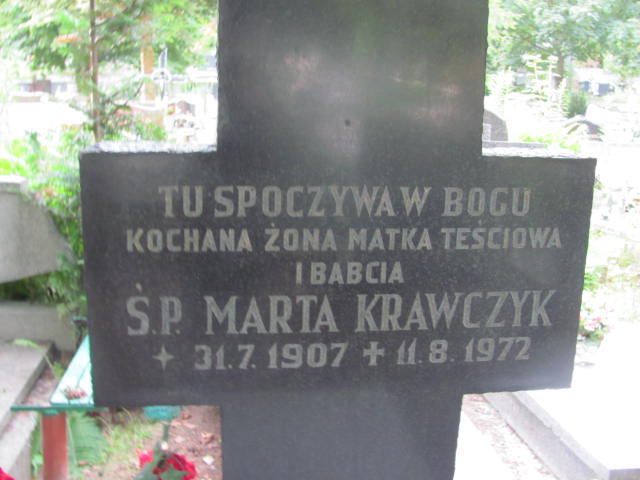 TU SPOCZYWA W BOGU
KOCHANA ŻONA MATKA TEŚCIOWA
I BABCIA
Ś.P. MARTA KRAWCZYK
✦ 31.7.1907 ✝ 11.8.1972